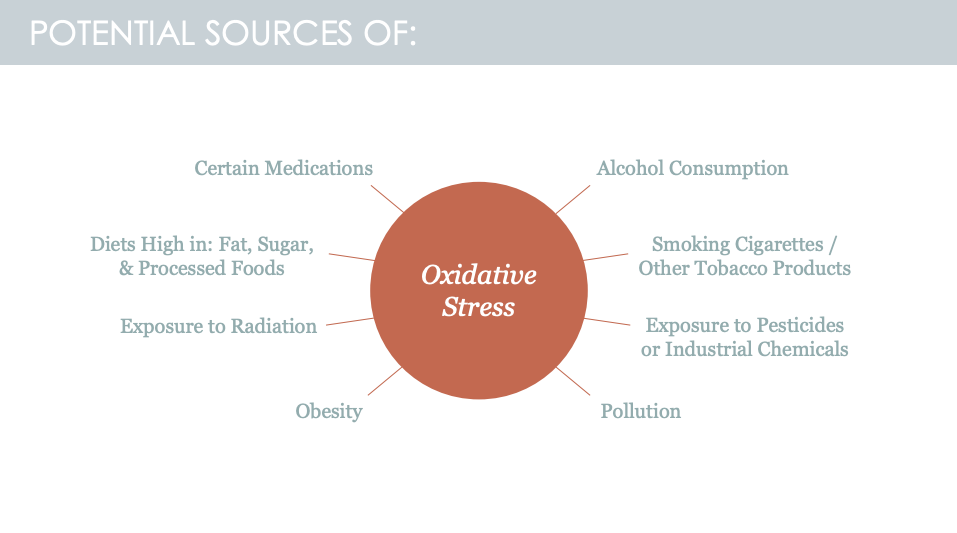 POTENTIAL SOURCES OF:
Certain Medications
Alcohol Consumption
Diets High in: Fat, Sugar,
& Processed Foods
Smoking Cigarettes /
Other Tobacco Products
Oxidative
Stress
Exposure to Radiation
Exposure to Pesticides
or Industrial Chemicals
Obesity
Pollution